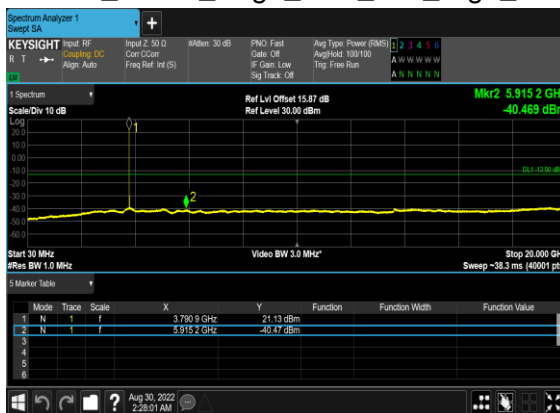 Spectrum Analyzer 1
Swept SA
+
KEYSIGHT Input: RF Input Z: 50 Ω #Atten: 30 dB PNO: Fast Avg Type: Power (RMS) 1 2 3 4 5 6
R T Coupling: DC Corr CCorr Gate: Off Avg|Hold: 100/100 A W W W W W
Align: Auto Freq Ref: Int (S) IF Gain: Low Trig: Free Run A N N N N N
Sig Track: Off
LU
1 Spectrum
Scale/Div 10 dB
Ref Lvl Offset 15.87 dB
Ref Level 30.00 dBm
Mkr2 5.915 2 GH
-40.469 dBr
Log
20.0
10.0
0.00
-10.0
-20.0
-30.0
-40.0
-50.0
-60.0
1
2
DL1 -13.00 dB
Start 30 MHz Video BW 3.0 MHz* Stop 20.000 GH
#Res BW 1.0 MHz Sweep ~38.3 ms (40001 pt
5 Marker Table
Mode Trace Scale X Y Function Function Width Function Value
1 N 1 f 3.790 9 GHz 21.13 dBm
2 N 1 f 5.915 2 GHz -40.47 dBm
3
4
5
6
? Aug 30, 2022
2:28:01 AM